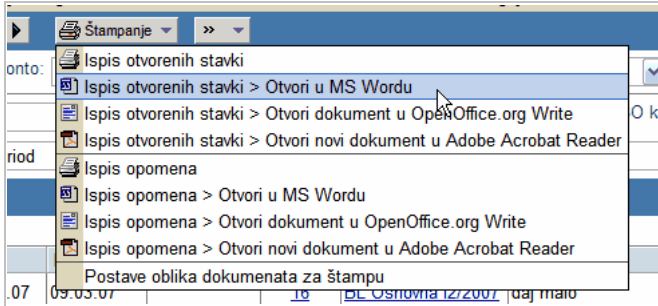 Štampanje
»
onto:
Ispis otvorenih stavki
Ispis otvorenih stavki > Otvori u MS Wordu
Ispis otvorenih stavki > Otvori dokument u OpenOffice.org Write
O k
Ispis otvorenih stavki > Otvori novi dokument u Adobe Acrobat Reader
riod
Ispis opomena
Ispis opomena > Otvori u MS Wordu
Ispis opomena > Otvori dokument u OpenOffice.org Write
Ispis opomena > Otvori novi dokument u Adobe Acrobat Reader
Postave oblika dokumenata za štampu
.07 09.03.07 16 BL Osnovna 12/2007 daj malo